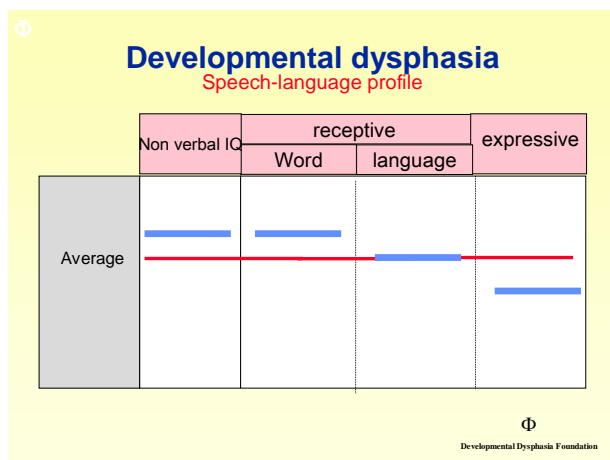 Φ
Developmental dysphasia
Speech-language profile
Non verbal IQ
receptive
expressive
Word
language
Average
Φ
Developmental Dysphasia Foundation